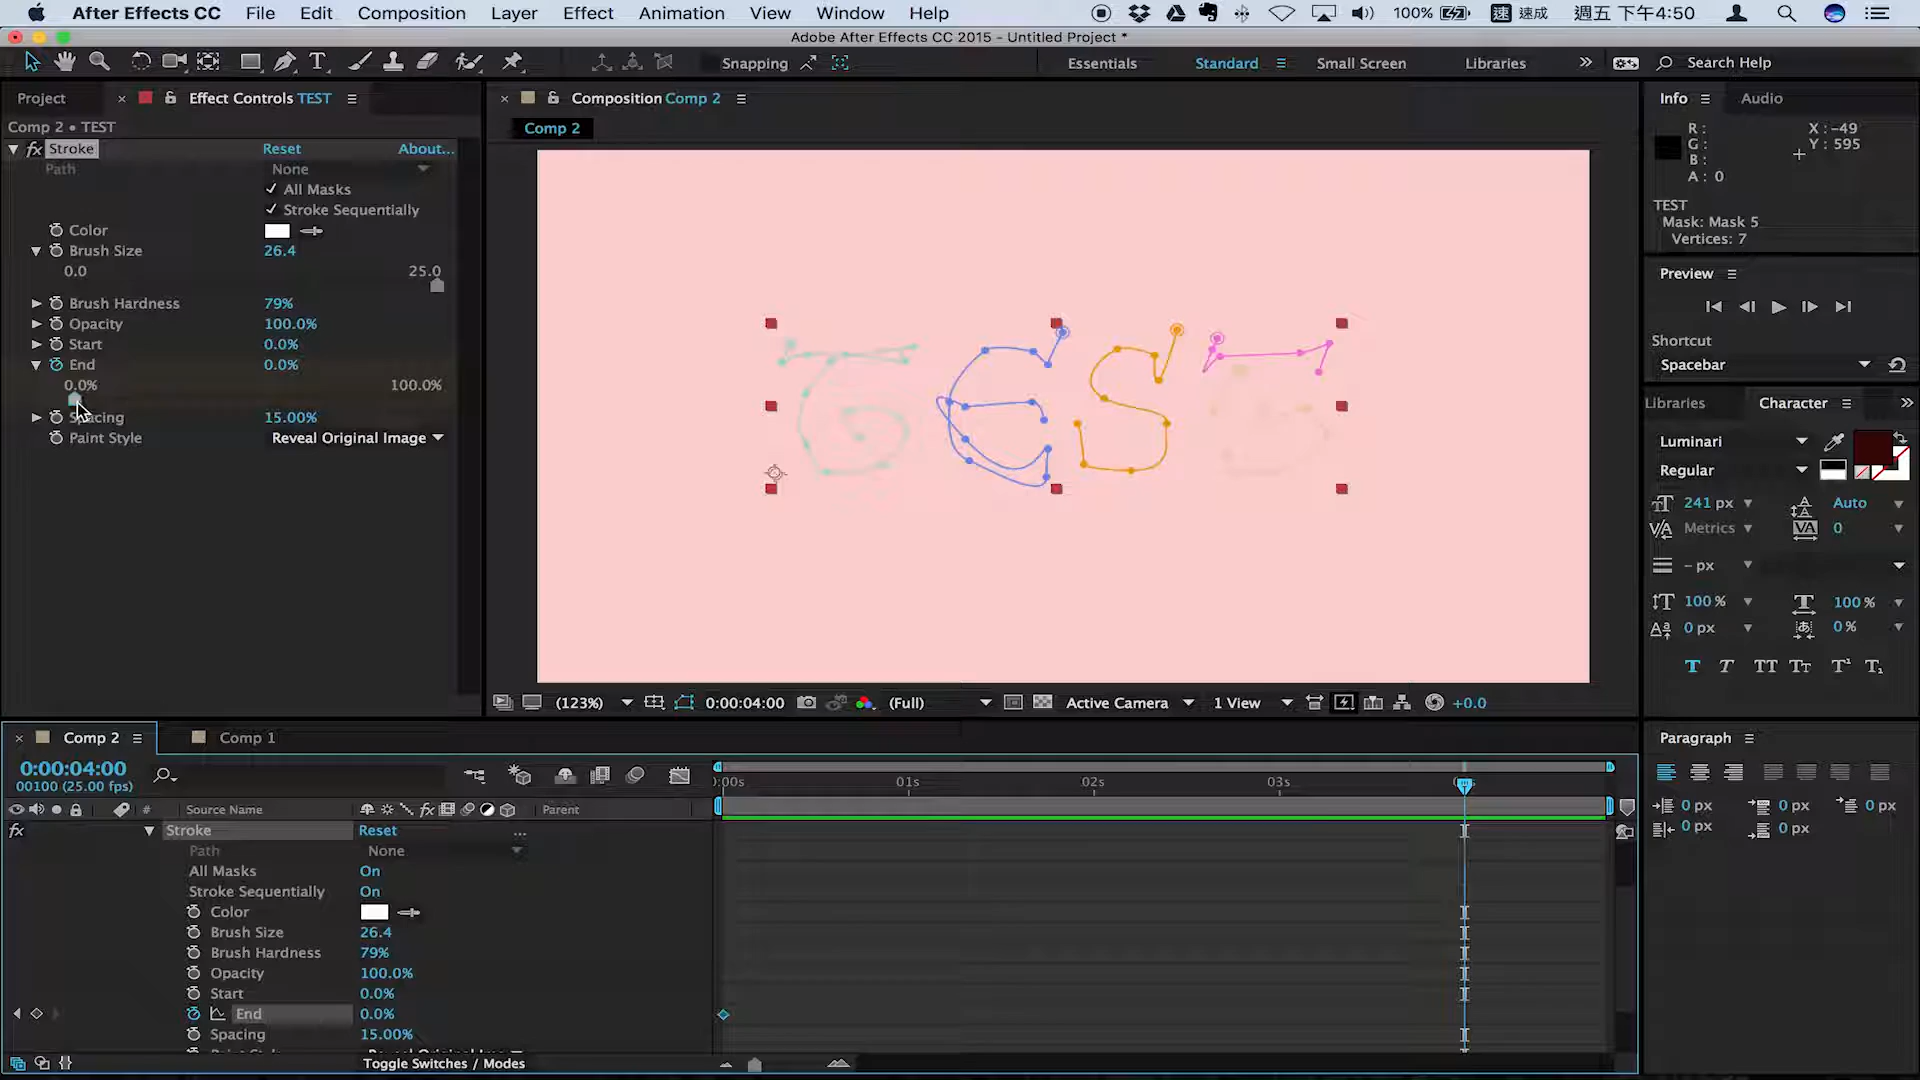 After Effects CC File Edit Composition Layer Effect Animation View Window Help 100% 速 速成 週五 下午4:50
Adobe After Effects CC 2015 - Untitled Project *
Snapping Essentials Standard Small Screen Libraries Search Help
Project Effect Controls TEST
Composition Comp 2
Info Audio
Comp 2 • TEST
Comp 2
fx Stroke Reset About...
Path None
All Masks
Stroke Sequentially
Color
Brush Size 26.4
0.0 25.0
Brush Hardness 79%
Opacity 100.0%
Start 0.0%
End 0.0%
0.0% 100.0%
Spacing 15.00%
Paint Style Reveal Original Image
R :
G :
B :
A : 0
X : -49
Y : 595
TEST
Mask: Mask 5
Vertices: 7
Preview
Shortcut
Spacebar
Libraries Character
Luminari
Regular
241 px Auto
Metrics 0
- px
100 % 100 %
0 px 0 %
T T TT Tt T¹ T₁
(123%) 0:00:04:00 (Full) Active Camera 1 View +0.0
Comp 2 Comp 1
0:00:04:00
00100 (25.00 fps)
:00s 01s 02s 03s
# Source Name Parent
fx Stroke Reset ...
Path None
All Masks On
Stroke Sequentially On
Color
Brush Size 26.4
Brush Hardness 79%
Opacity 100.0%
Start 0.0%
End 0.0%
Spacing 15.00%
Toggle Switches / Modes
Paragraph
0 px 0 px 0 px
0 px 0 px